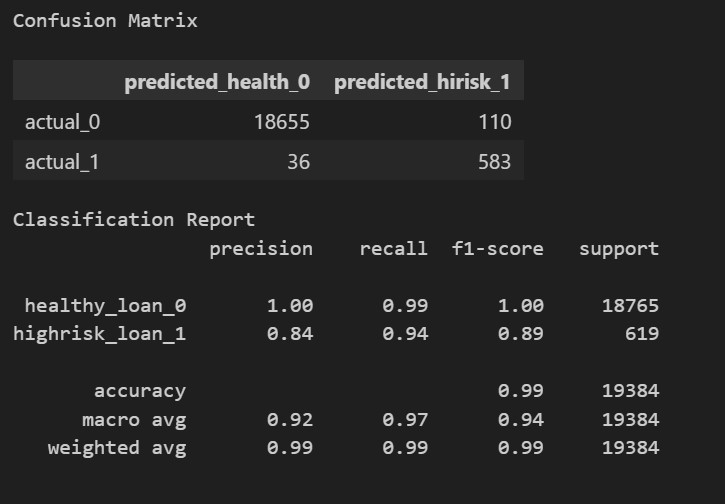 Confusion Matrix
predicted_health_0 predicted_hirisk_1
actual_0 18655 110
actual_1 36 583
Classification Report
precision recall f1-score support
healthy_loan_0 1.00 0.99 1.00 18765
highrisk_loan_1 0.84 0.94 0.89 619
accuracy 0.99 19384
macro avg 0.92 0.97 0.94 19384
weighted avg 0.99 0.99 0.99 19384